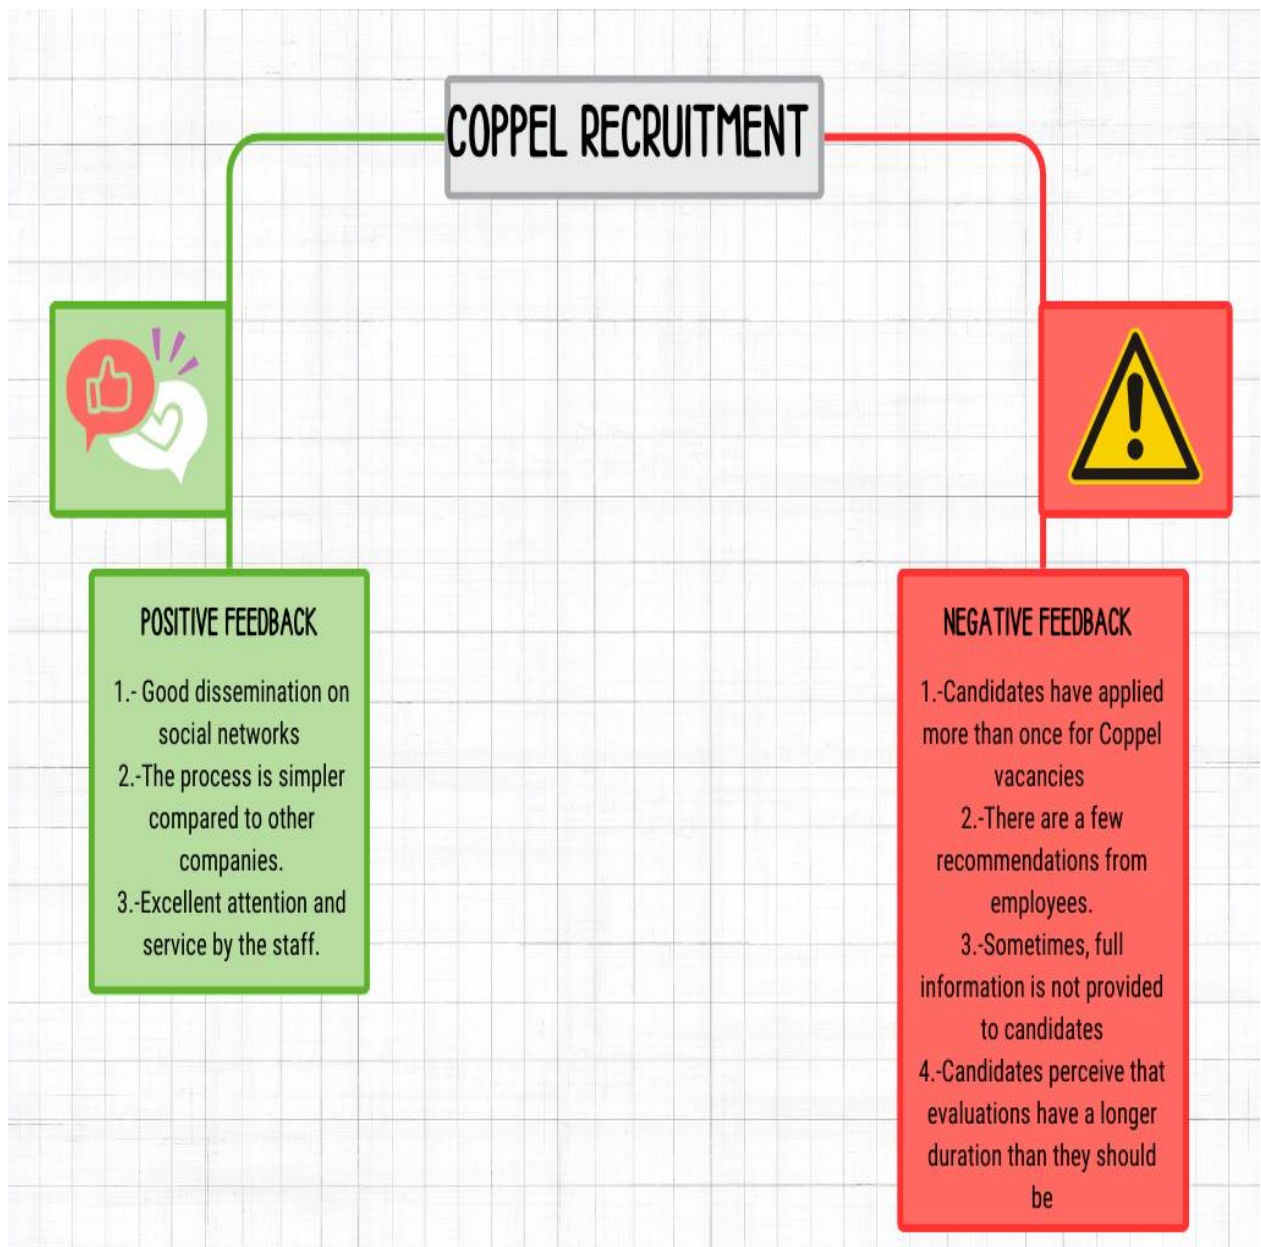 COPPEL RECRUITMENT
POSITIVE FEEDBACK
1.- Good dissemination on
social networks
2.-The process is simpler
compared to other
companies.
3.-Excellent attention and
service by the staff.
NEGATIVE FEEDBACK
1.-Candidates have applied
more than once for Coppel
vacancies
2.-There are a few
recommendations from
employees.
3.-Sometimes, full
information is not provided
to candidates
4.-Candidates perceive that
evaluations have a longer
duration than they should
be